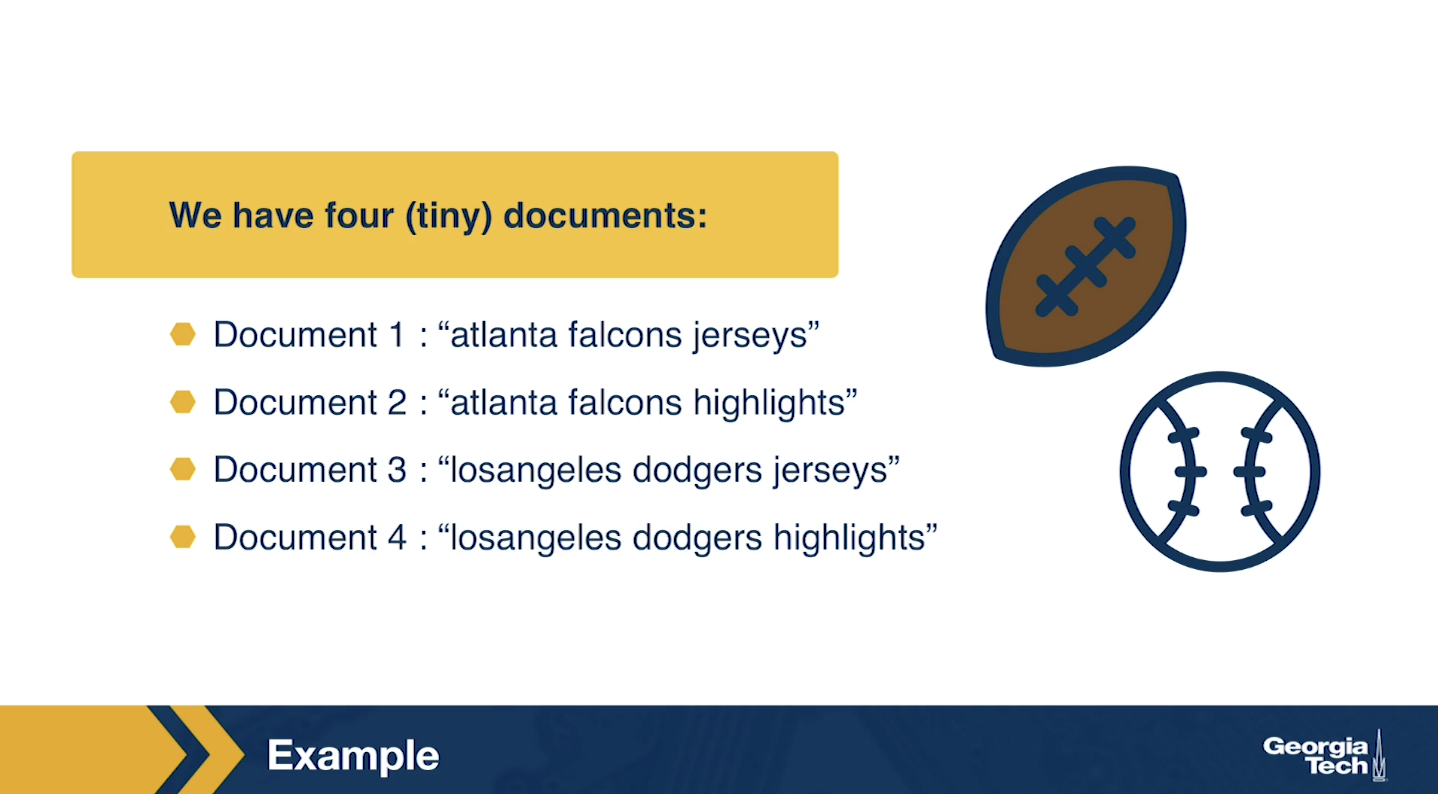 We have four (tiny) documents:
Document 1 : “atlanta falcons jerseys”
Document 2 : “atlanta falcons highlights”
Document 3 : “losangeles dodgers jerseys”
Document 4 : “losangeles dodgers highlights”
Example
Georgia
Tech